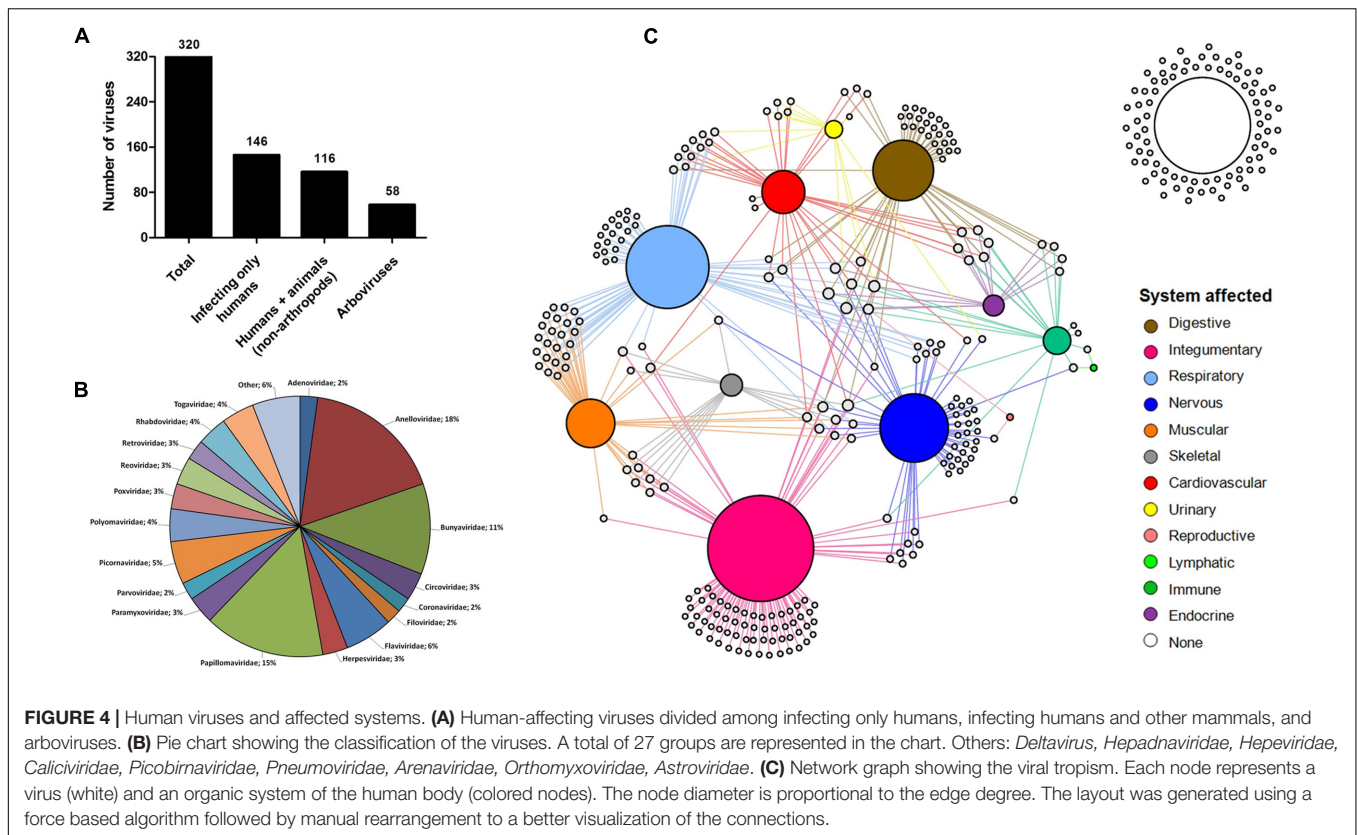 A
Number of viruses
320
240
160
80
0
320
146
116
58
Total
Infecting only
humans
Humans + animals
(non-arthropods)
Arboviruses
B
Other; 6%
Adenoviridae; 2%
Togaviridae; 4%
Rhabdoviridae; 4%
Retroviridae; 3%
Reoviridae; 3%
Poxviridae; 3%
Polyomaviridae; 4%
Picornaviridae; 5%
Parvoviridae; 2%
Paramyxoviridae; 3%
Papillomaviridae; 15%
Herpesviridae; 3%
Flaviviridae; 6%
Filoviridae; 2%
Coronaviridae; 2%
Circoviridae; 3%
Bunyaviridae; 11%
Anelloviridae; 18%
C
System affected
Digestive
Integumentary
Respiratory
Nervous
Muscular
Skeletal
Cardiovascular
Urinary
Reproductive
Lymphatic
Immune
Endocrine
None
FIGURE 4 | Human viruses and affected systems. (A) Human-affecting viruses divided among infecting only humans, infecting humans and other mammals, and
arboviruses. (B) Pie chart showing the classification of the viruses. A total of 27 groups are represented in the chart. Others: Deltavirus, Hepadnaviridae, Hepeviridae,
Caliciviridae, Picobirnaviridae, Pneumoviridae, Arenaviridae, Orthomyxoviridae, Astroviridae. (C) Network graph showing the viral tropism. Each node represents a
virus (white) and an organic system of the human body (colored nodes). The node diameter is proportional to the edge degree. The layout was generated using a
force based algorithm followed by manual rearrangement to a better visualization of the connections.